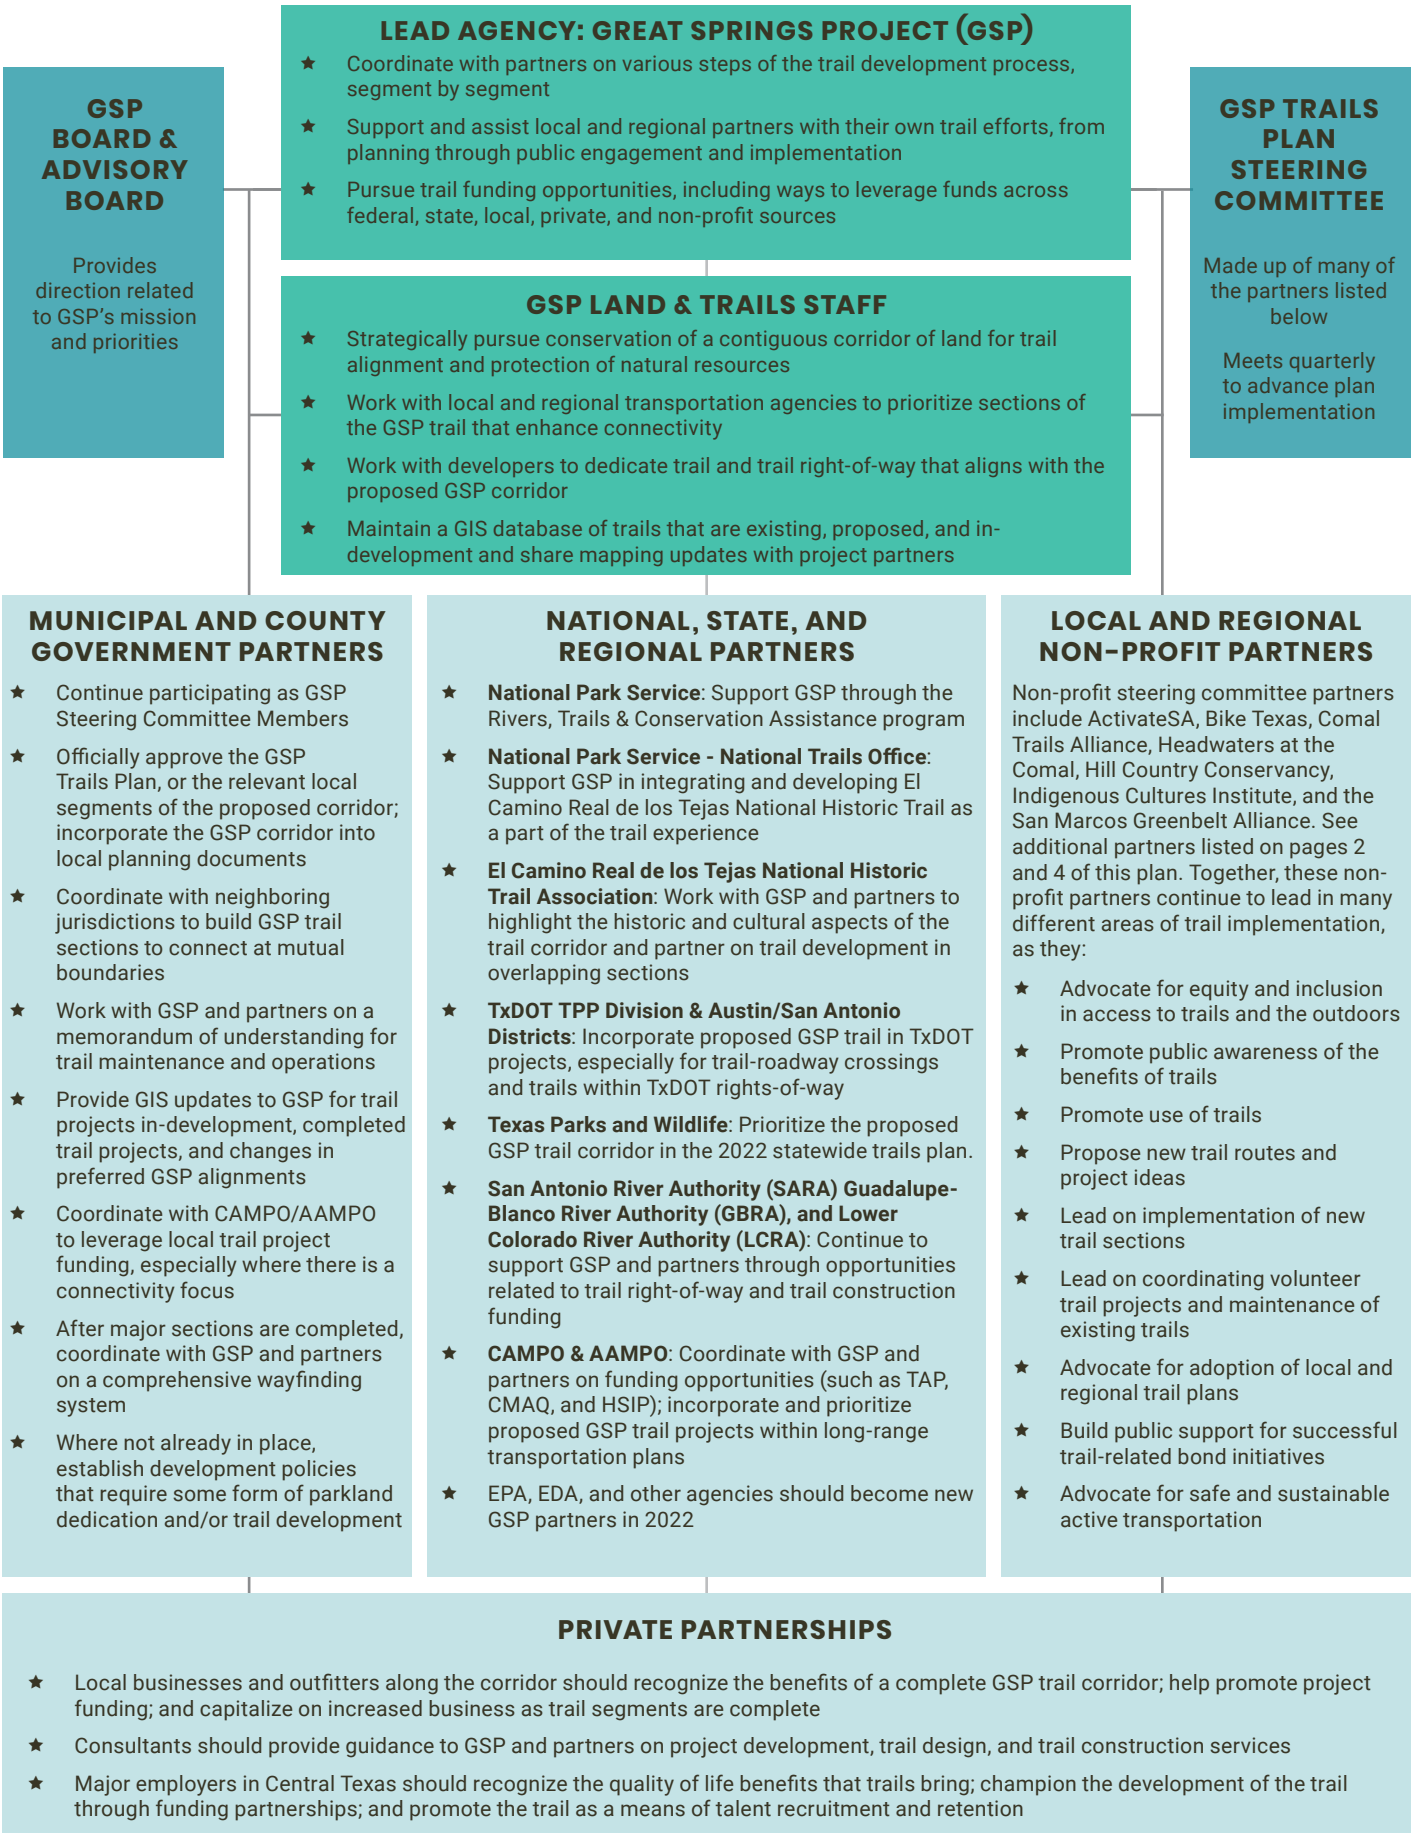 LEAD AGENCY: GREAT SPRINGS PROJECT (GSP)
★ Coordinate with partners on various steps of the trail development process,
segment by segment
★ Support and assist local and regional partners with their own trail efforts, from
planning through public engagement and implementation
★ Pursue trail funding opportunities, including ways to leverage funds across
federal, state, local, private, and non-profit sources
GSP
BOARD &
ADVISORY
BOARD
Provides
direction related
to GSP's mission
and priorities
GSP TRAILS
PLAN
STEERING
COMMITTEE
Made up of many of
the partners listed
below
Meets quarterly
to advance plan
implementation
GSP LAND & TRAILS STAFF
★ Strategically pursue conservation of a contiguous corridor of land for trail
alignment and protection of natural resources
★ Work with local and regional transportation agencies to prioritize sections of
the GSP trail that enhance connectivity
★ Work with developers to dedicate trail and trail right-of-way that aligns with the
proposed GSP corridor
★ Maintain a GIS database of trails that are existing, proposed, and in-
development and share mapping updates with project partners
MUNICIPAL AND COUNTY
GOVERNMENT PARTNERS
★ Continue participating as GSP
Steering Committee Members
★ Officially approve the GSP
Trails Plan, or the relevant local
segments of the proposed corridor;
incorporate the GSP corridor into
local planning documents
★ Coordinate with neighboring
jurisdictions to build GSP trail
sections to connect at mutual
boundaries
★ Work with GSP and partners on a
memorandum of understanding for
trail maintenance and operations
★ Provide GIS updates to GSP for trail
projects in-development, completed
trail projects, and changes in
preferred GSP alignments
★ Coordinate with CAMPO/AAMPO
to leverage local trail project
funding, especially where there is a
connectivity focus
★ After major sections are completed,
coordinate with GSP and partners
on a comprehensive wayfinding
system
★ Where not already in place,
establish development policies
that require some form of parkland
dedication and/or trail development
NATIONAL, STATE, AND
REGIONAL PARTNERS
★ National Park Service: Support GSP through the
Rivers, Trails & Conservation Assistance program
★ National Park Service - National Trails Office:
Support GSP in integrating and developing El
Camino Real de los Tejas National Historic Trail as
a part of the trail experience
★ El Camino Real de los Tejas National Historic
Trail Association: Work with GSP and partners to
highlight the historic and cultural aspects of the
trail corridor and partner on trail development in
overlapping sections
★ TxDOT TPP Division & Austin/San Antonio
Districts: Incorporate proposed GSP trail in TxDOT
projects, especially for trail-roadway crossings
and trails within TxDOT rights-of-way
★ Texas Parks and Wildlife: Prioritize the proposed
GSP trail corridor in the 2022 statewide trails plan.
★ San Antonio River Authority (SARA) Guadalupe-
Blanco River Authority (GBRA), and Lower
Colorado River Authority (LCRA): Continue to
support GSP and partners through opportunities
related to trail right-of-way and trail construction
funding
★ CAMPO & AAMPO: Coordinate with GSP and
partners on funding opportunities (such as TAP,
CMAQ, and HSIP); incorporate and prioritize
proposed GSP trail projects within long-range
transportation plans
★ EPA, EDA, and other agencies should become new
GSP partners in 2022
LOCAL AND REGIONAL
NON-PROFIT PARTNERS
Non-profit steering committee partners
include ActivateSA, Bike Texas, Comal
Trails Alliance, Headwaters at the
Comal, Hill Country Conservancy,
Indigenous Cultures Institute, and the
San Marcos Greenbelt Alliance. See
additional partners listed on pages 2
and 4 of this plan. Together, these non-
profit partners continue to lead in many
different areas of trail implementation,
as they:
★ Advocate for equity and inclusion
in access to trails and the outdoors
★ Promote public awareness of the
benefits of trails
★ Promote use of trails
★ Propose new trail routes and
project ideas
★ Lead on implementation of new
trail sections
★ Lead on coordinating volunteer
trail projects and maintenance of
existing trails
★ Advocate for adoption of local and
regional trail plans
★ Build public support for successful
trail-related bond initiatives
★ Advocate for safe and sustainable
active transportation
PRIVATE PARTNERSHIPS
★ Local businesses and outfitters along the corridor should recognize the benefits of a complete GSP trail corridor; help promote project
funding; and capitalize on increased business as trail segments are complete
★ Consultants should provide guidance to GSP and partners on project development, trail design, and trail construction services
★ Major employers in Central Texas should recognize the quality of life benefits that trails bring; champion the development of the trail
through funding partnerships; and promote the trail as a means of talent recruitment and retention